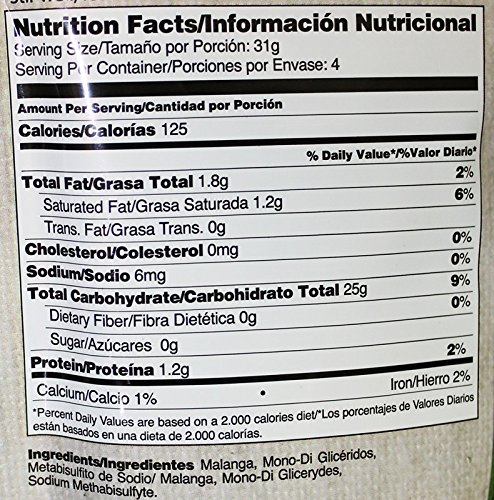 Nutrition Facts/Información Nutricional
Serving Size/Tamaño por Porción: 31g
Serving Per Container/Porciones por Envase: 4
Amount Per Serving/Cantidad por Porción
Calories/Calorías 125
% Daily Value*/%Valor Diario*
Total Fat/Grasa Total 1.8g 2%
Saturated Fat/Grasa Saturada 1.2g 6%
Trans. Fat/Grasa Trans. 0g
Cholesterol/Colesterol 0mg 0%
Sodium/Sodio 6mg 0%
Total Carbohydrate/Carbohidrato Total 25g 9%
Dietary Fiber/Fibra Dietética 0g 0%
Sugar/Azúcares 0g
Protein/Proteína 1.2g 2%
Calcium/Calcio 1% • Iron/Hierro 2%
*Percent Daily Values are based on a 2.000 calories diet/*Los porcentajes de Valores Diarios
están basados en una dieta de 2.000 calorías.
Ingredients/Ingredientes Malanga, Mono-Di Glicéridos,
Metabisulfito de Sodio/ Malanga, Mono-Di Glicerydes,
Sodium Methabisulfyte.